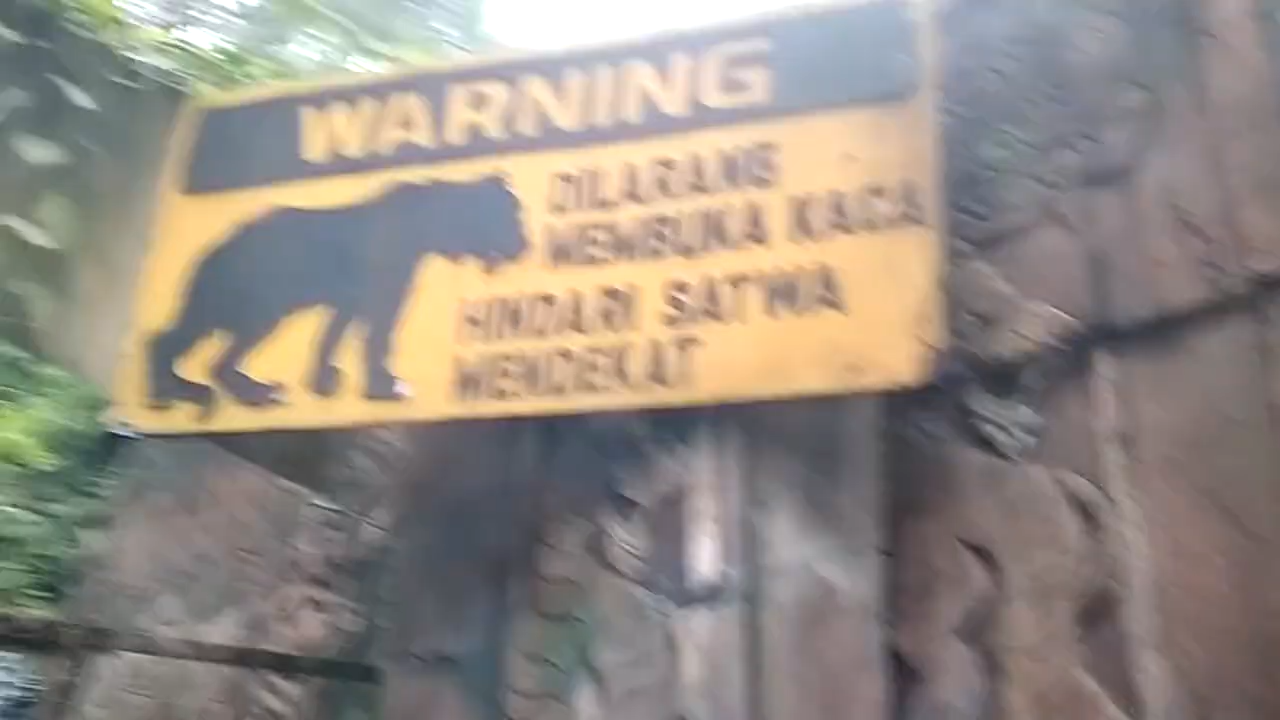 WARNING
DILARANG
MEMBUKA KACA
HINDARI SATWA
MENDEKAT